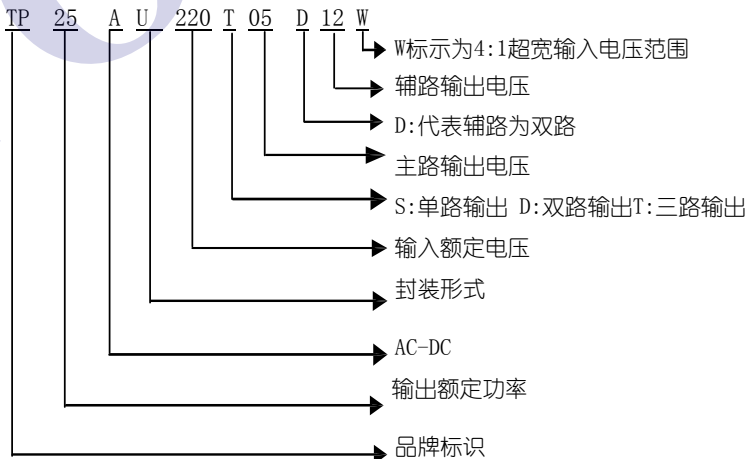 TP 25 A U 220 T 05 D 12 W
W标示为4:1超宽输入电压范围
辅路输出电压
D:代表辅路为双路
主路输出电压
S:单路输出 D:双路输出T:三路输出
输入额定电压
封装形式
AC-DC
输出额定功率
品牌标识